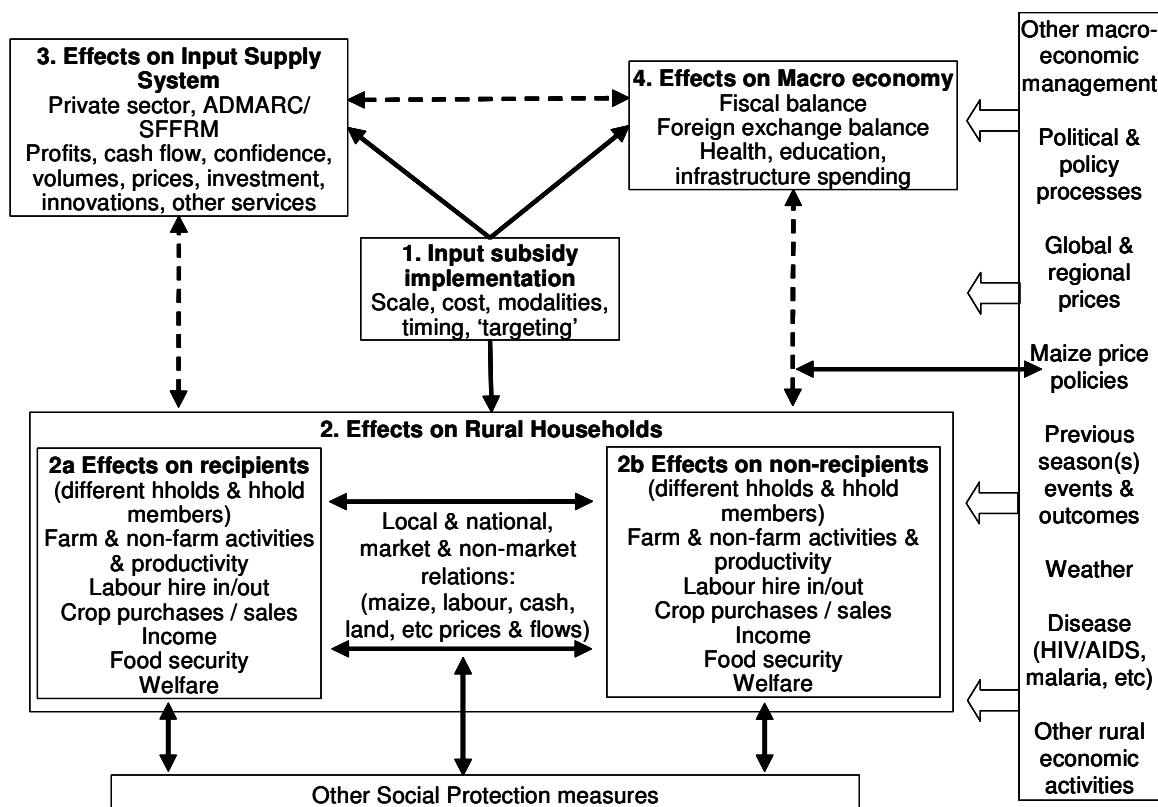 3. Effects on Input Supply
System
Private sector, ADMARC/
SFFRM
Profits, cash flow, confidence,
volumes, prices, investment,
innovations, other services
4. Effects on Macro economy
Fiscal balance
Foreign exchange balance
Health, education,
infrastructure spending
1. Input subsidy
implementation
Scale, cost, modalities,
timing, ‘targeting’
2. Effects on Rural Households
2a Effects on recipients
(different hholds & hhold
members)
Farm & non-farm activities
& productivity
Labour hire in/out
Crop purchases / sales
Income
Food security
Welfare
Local & national,
market & non-market
relations:
(maize, labour, cash,
land, etc prices & flows)
2b Effects on non-recipients
(different hholds & hhold
members)
Farm & non-farm activities &
productivity
Labour hire in/out
Crop purchases / sales
Income
Food security
Welfare
Other Social Protection measures
Other macro-
economic
management
Political &
policy
processes
Global &
regional
prices
Maize price
policies
Previous
season(s)
events &
outcomes
Weather
Disease
(HIV/AIDS,
malaria, etc)
Other rural
economic
activities